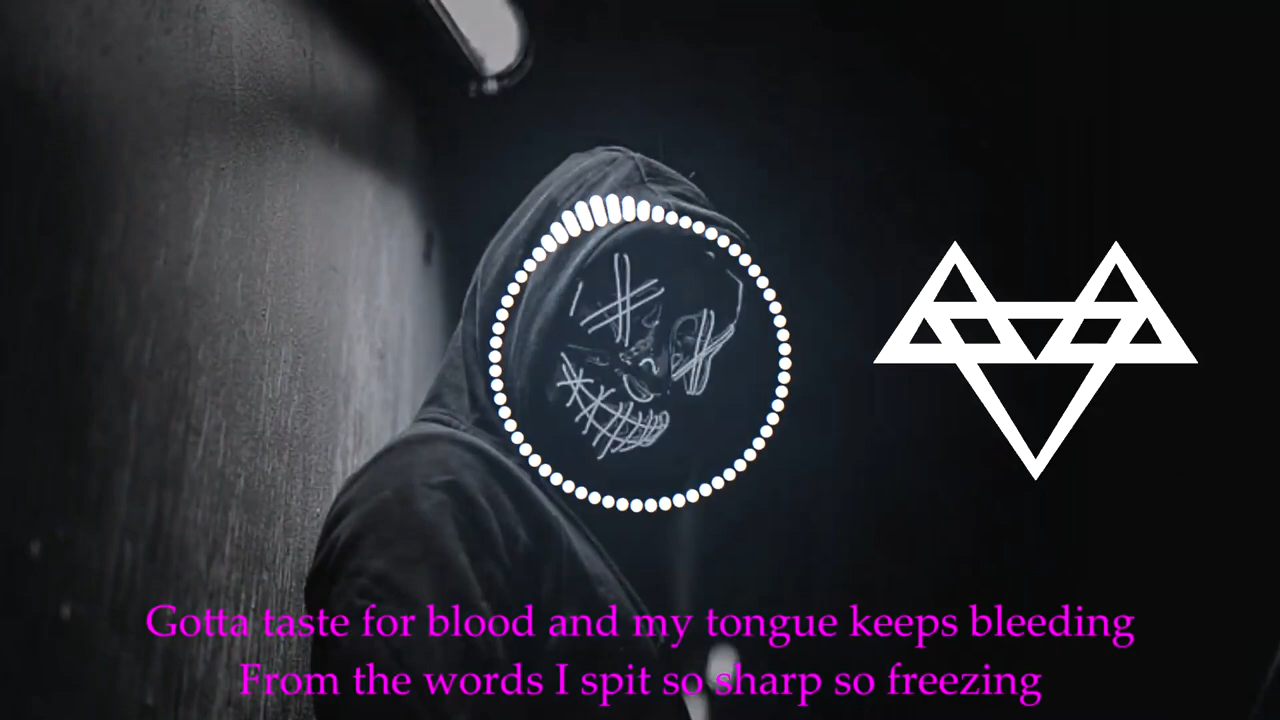 Gotta taste for blood and my tongue keeps bleeding
From the words I spit so sharp so freezing